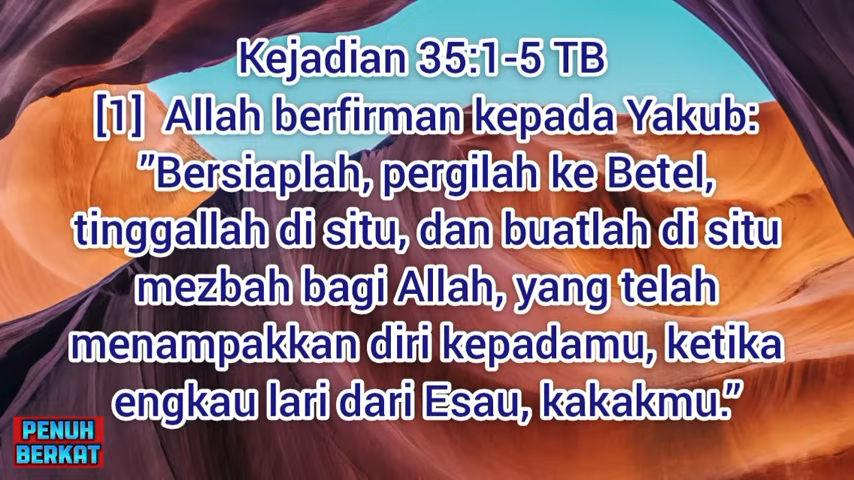 Kejadian 35:1-5 TB
[1] Allah berfirman kepada Yakub:
"Bersiaplah, pergilah ke Betel,
tinggallah di situ, dan buatlah di situ
mezbah bagi Allah, yang telah
menampakkan diri kepadamu, ketika
engkau lari dari Esau, kakakmu."
PENUH
BERKAT